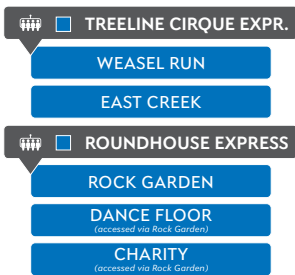 TREELINE CIRQUE EXPR.
WEASEL RUN
EAST CREEK
ROUNDHOUSE EXPRESS
ROCK GARDEN
DANCE FLOOR
(accessed via Rock Garden)
CHARITY
(accessed via Rock Garden)